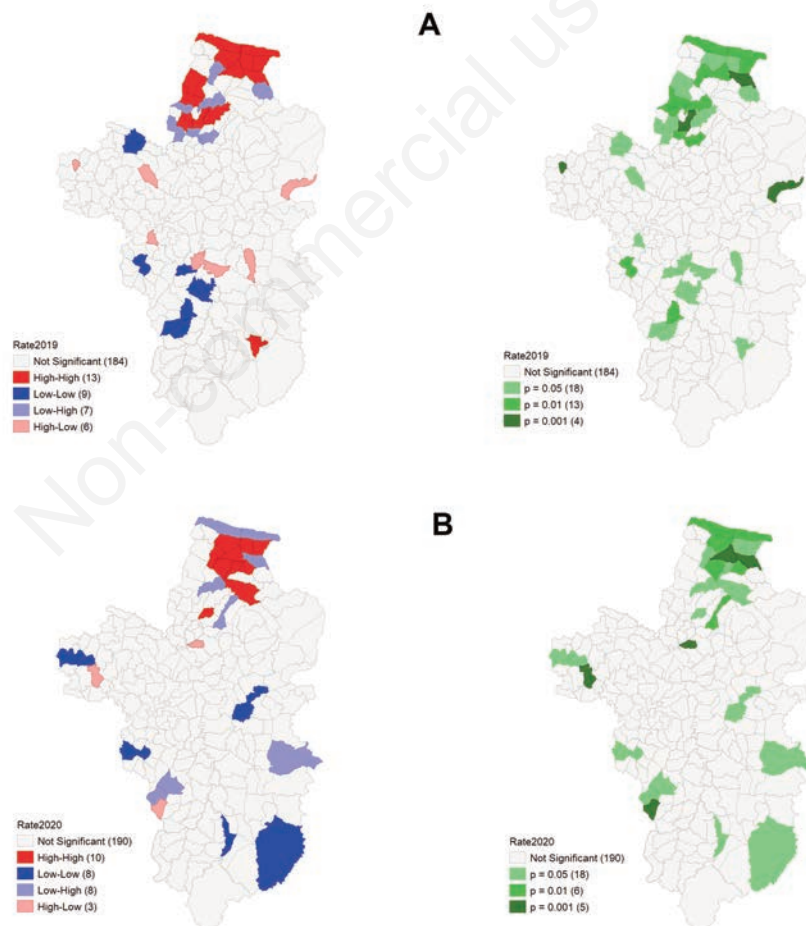 A
Non-commercial us
Rate2019
Not Significant (184)
High-High (13)
Low-Low (9)
Low-High (7)
High-Low (6)
Rate2019
Not Significant (184)
p = 0.05 (18)
p = 0.01 (13)
p = 0.001 (4)
B
Rate2020
Not Significant (190)
High-High (10)
Low-Low (8)
Low-High (8)
High-Low (3)
Rate2020
Not Significant (190)
p = 0.05 (18)
p = 0.01 (6)
p = 0.001 (5)